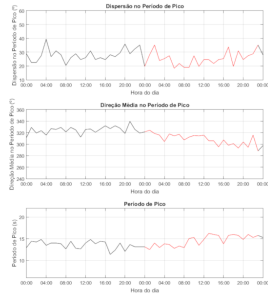 Dispersão no Período de Pico
Dispersão no Período de Pico (°)
60
50
40
30
20
10
00:00 04:00 08:00 12:00 16:00 20:00 00:00 04:00 08:00 12:00 16:00 20:00 00:00
Hora do dia
Direção Média no Período de Pico
Direção Média no Período de Pico (°)
360
340
320
300
280
260
240
00:00 04:00 08:00 12:00 16:00 20:00 00:00 04:00 08:00 12:00 16:00 20:00 00:00
Hora do dia
Período de Pico
Período de Pico (s)
20
15
10
00:00 04:00 08:00 12:00 16:00 20:00 00:00 04:00 08:00 12:00 16:00 20:00 00:00
Hora do dia